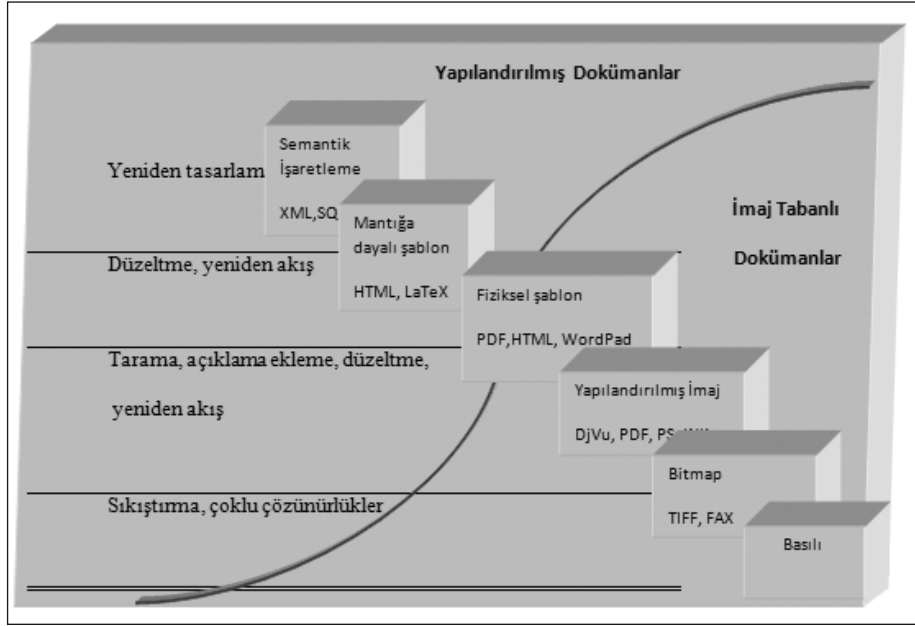 Yapılandırılmış Dokümanlar
Semantik
İşaretleme
XML,SQ
Yeniden tasarlam
Mantığa
dayalı şablon
HTML, LaTeX
İmaj Tabanlı
Dokümanlar
Düzeltme, yeniden akış
Fiziksel şablon
PDF,HTML, WordPad
Tarama, açıklama ekleme, düzeltme,
yeniden akış
Yapılandırılmış İmaj
DjVu, PDF, PS
Bitmap
TIFF, FAX
Sıkıştırma, çoklu çözünürlükler
Basılı